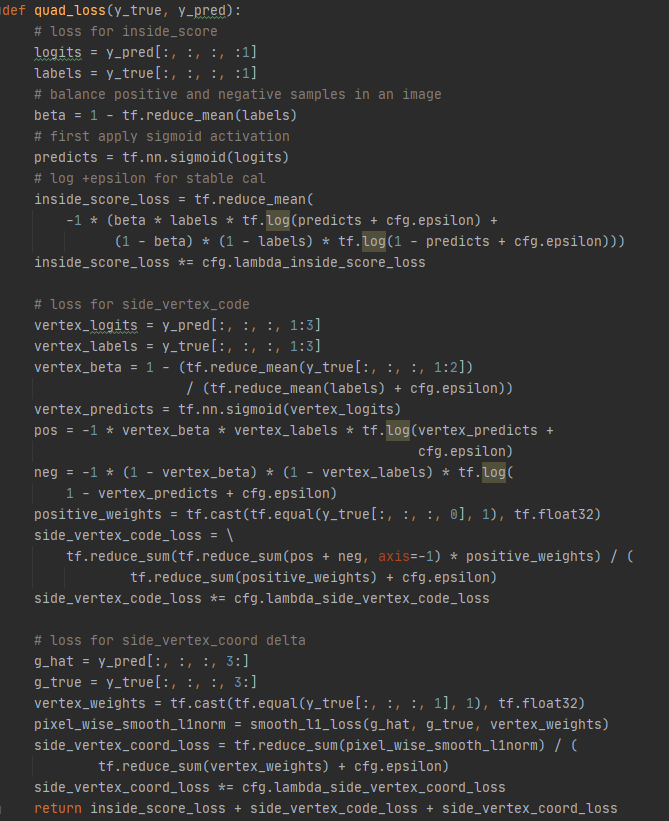 def quad_loss(y_true, y_pred):
    # loss for inside_score
    logits = y_pred[:, :, :, :1]
    labels = y_true[:, :, :, :1]
    # balance positive and negative samples in an image
    beta = 1 - tf.reduce_mean(labels)
    # first apply sigmoid activation
    predicts = tf.nn.sigmoid(logits)
    # log +epsilon for stable cal
    inside_score_loss = tf.reduce_mean(
        -1 * (beta * labels * tf.log(predicts + cfg.epsilon) +
              (1 - beta) * (1 - labels) * tf.log(1 - predicts + cfg.epsilon)))
    inside_score_loss *= cfg.lambda_inside_score_loss

    # loss for side_vertex_code
    vertex_logits = y_pred[:, :, :, 1:3]
    vertex_labels = y_true[:, :, :, 1:3]
    vertex_beta = 1 - (tf.reduce_mean(y_true[:, :, :, 1:2])
                       / (tf.reduce_mean(labels) + cfg.epsilon))
    vertex_predicts = tf.nn.sigmoid(vertex_logits)
    pos = -1 * vertex_beta * vertex_labels * tf.log(vertex_predicts +
                                                    cfg.epsilon)
    neg = -1 * (1 - vertex_beta) * (1 - vertex_labels) * tf.log(
        1 - vertex_predicts + cfg.epsilon)
    positive_weights = tf.cast(tf.equal(y_true[:, :, :, 0], 1), tf.float32)
    side_vertex_code_loss = \
        tf.reduce_sum(tf.reduce_sum(pos + neg, axis=-1) * positive_weights) / (
                tf.reduce_sum(positive_weights) + cfg.epsilon)
    side_vertex_code_loss *= cfg.lambda_side_vertex_code_loss

    # loss for side_vertex_coord delta
    g_hat = y_pred[:, :, :, 3:]
    g_true = y_true[:, :, :, 3:]
    vertex_weights = tf.cast(tf.equal(y_true[:, :, :, 1], 1), tf.float32)
    pixel_wise_smooth_l1norm = smooth_l1_loss(g_hat, g_true, vertex_weights)
    side_vertex_coord_loss = tf.reduce_sum(pixel_wise_smooth_l1norm) / (
            tf.reduce_sum(vertex_weights) + cfg.epsilon)
    side_vertex_coord_loss *= cfg.lambda_side_vertex_coord_loss
    return inside_score_loss + side_vertex_code_loss + side_vertex_coord_loss